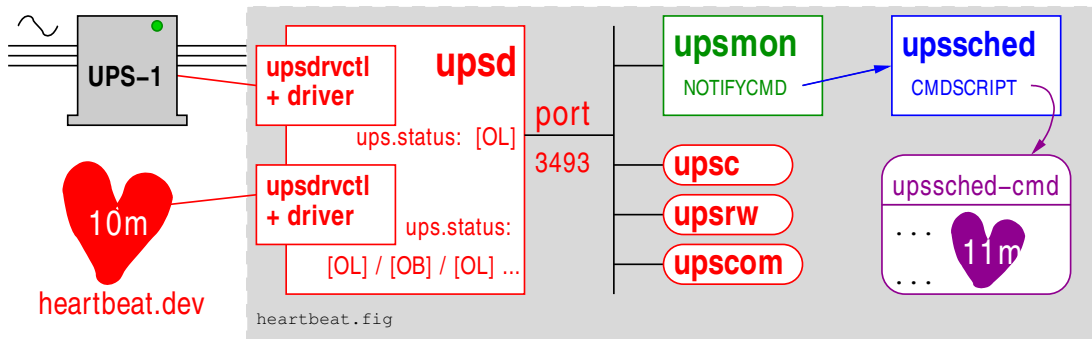 UPS-1
upsdrvctl
+ driver
upsd
ups.status: [OL]
port
3493
upsmon
NOTIFYCMD
upssched
CMDSCRIPT
10m
heartbeat.dev
upsdrvctl
+ driver
ups.status:
[OL] / [OB] / [OL] ...
upsc
upsrw
upscom
upssched-cmd
...
11m
...
heartbeat.fig